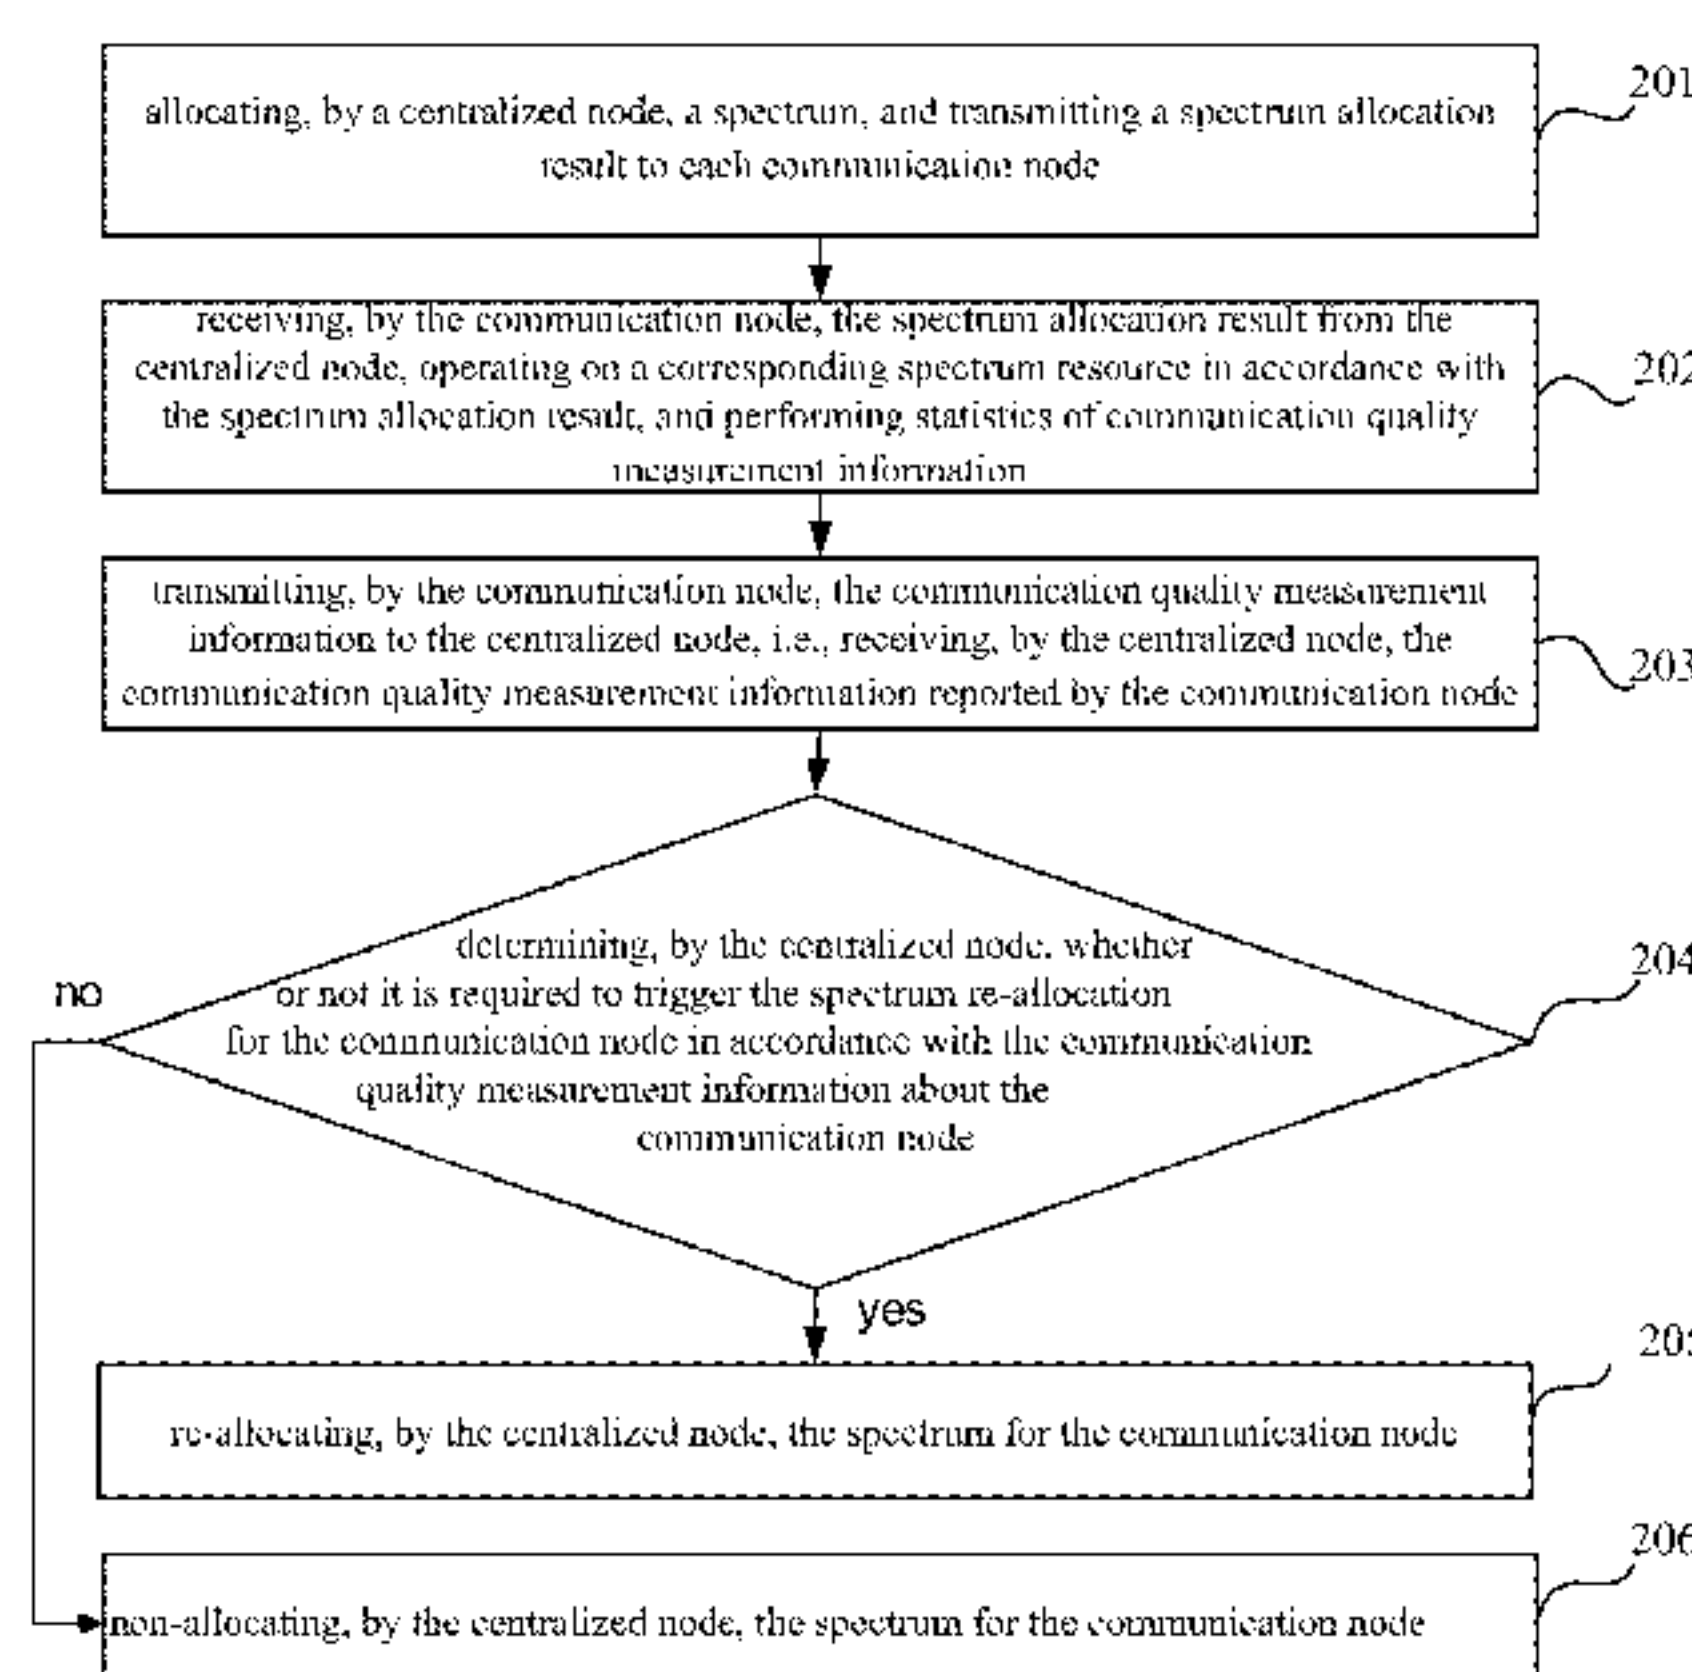 allocating, by a centralized node, a spectrum, and transmitting a spectrum allocation
result to each communication node
201
receiving, by the communication node, the spectrum allocation result from the
centralized node, operating on a corresponding spectrum resource in accordance with
the spectrum allocation result, and performing statistics of communication quality
measurement information
202
transmitting, by the communication node, the communication quality measurement
information to the centralized node, i.e., receiving, by the centralized node, the
communication quality measurement information reported by the communication node
203
determining, by the centralized node, whether
or not it is required to trigger the spectrum re-allocation
for the communication node in accordance with the communication
quality measurement information about the
communication node
204
no
yes
re-allocating, by the centralized node, the spectrum for the communication node
205
non-allocating, by the centralized node, the spectrum for the communication node
206